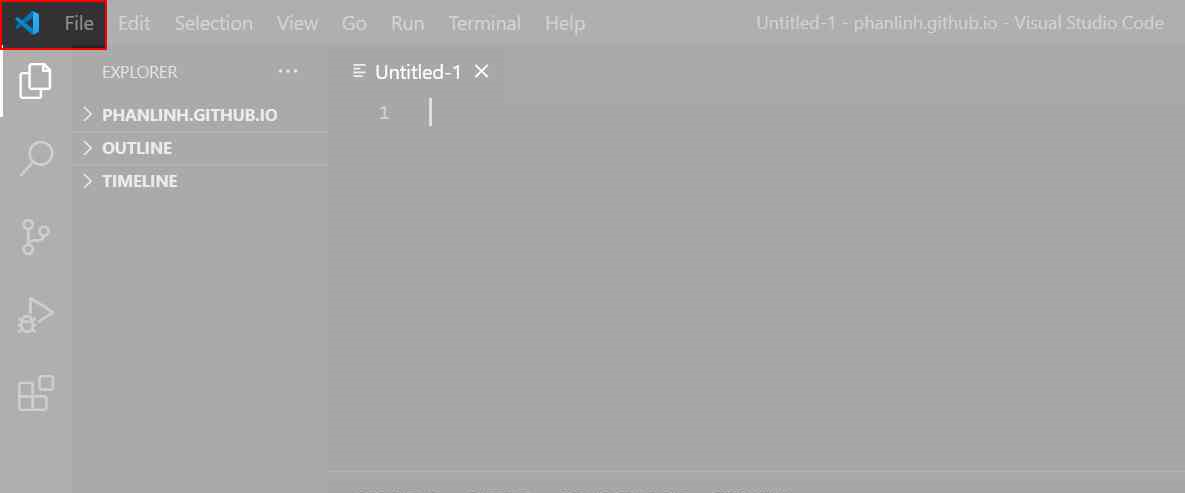 File Edit Selection View Go Run Terminal Help Untitled-1 - phanlinh.github.io - Visual Studio Code
EXPLORER ···
Untitled-1
PHANLINH.GITHUB.IO
1
OUTLINE
TIMELINE